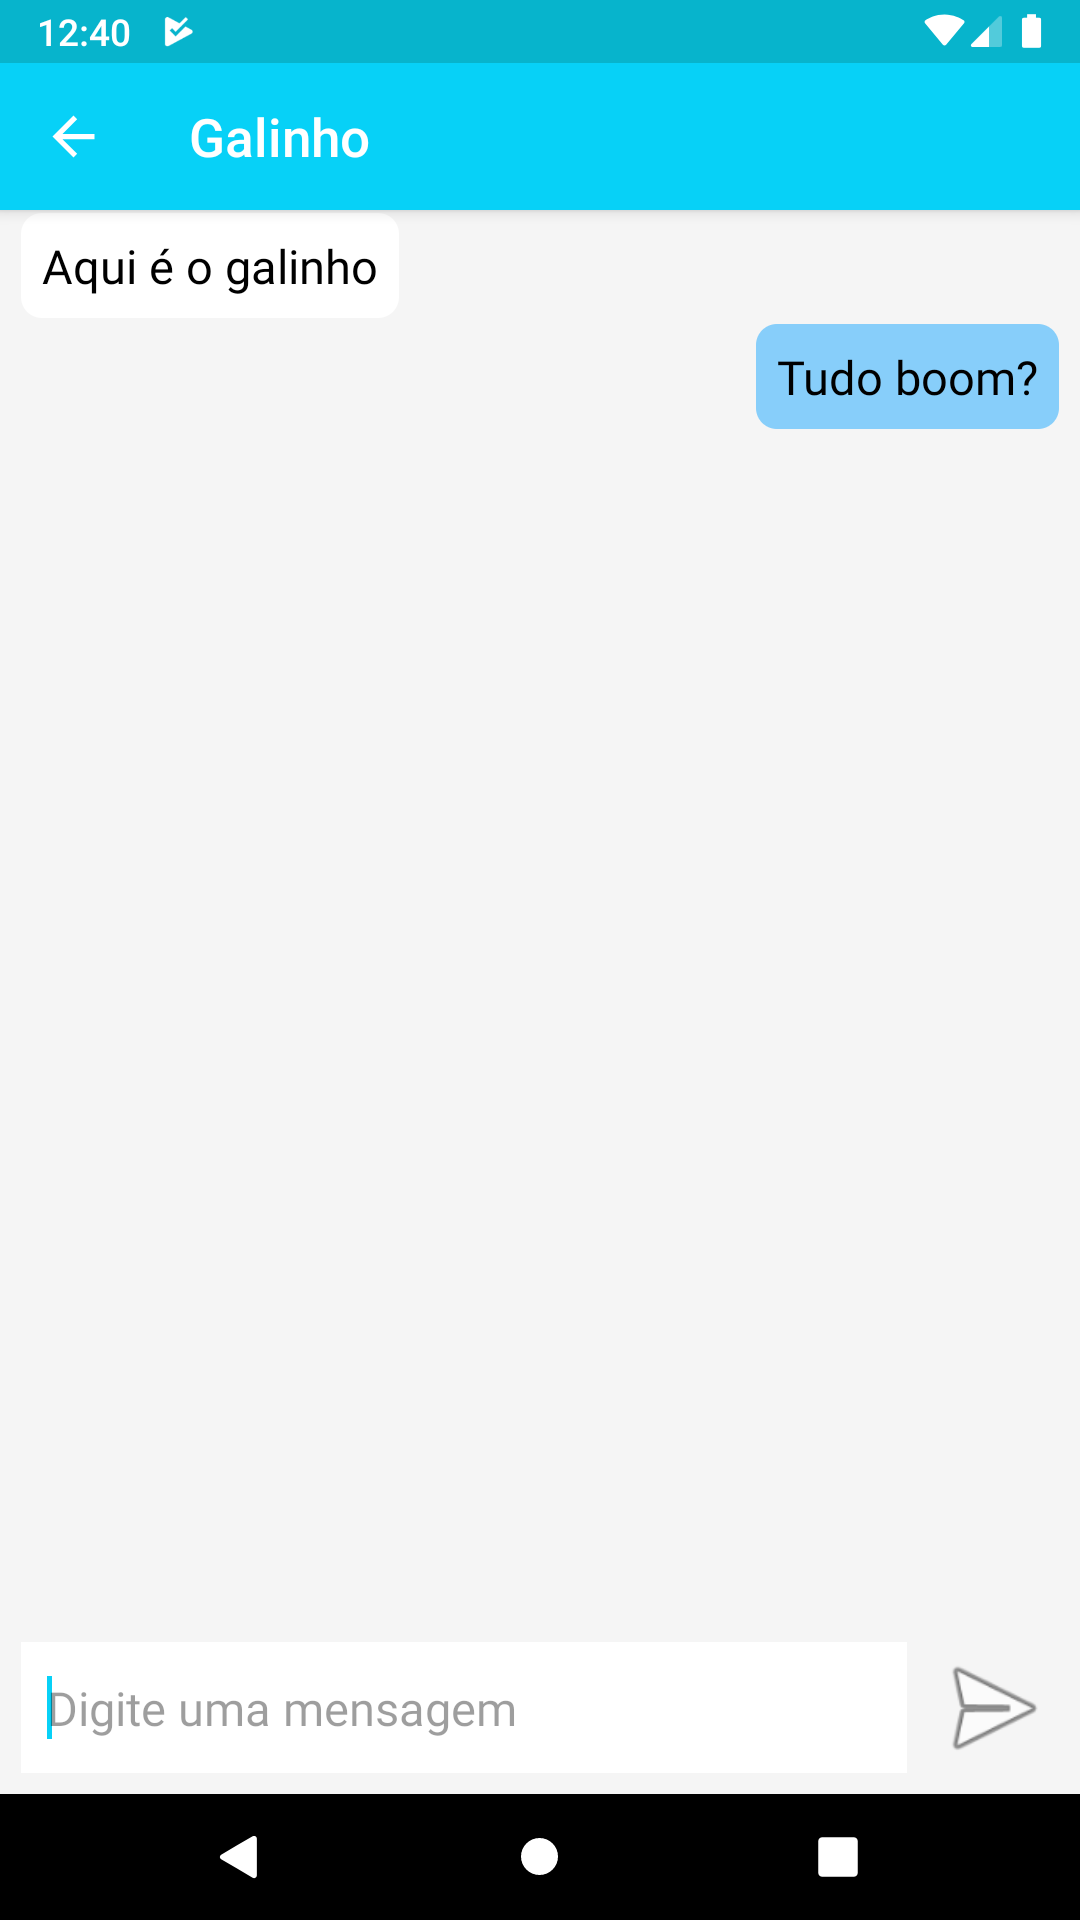 12:40
Galinho
Aqui é o galinho
Tudo boom?
Digite uma mensagem